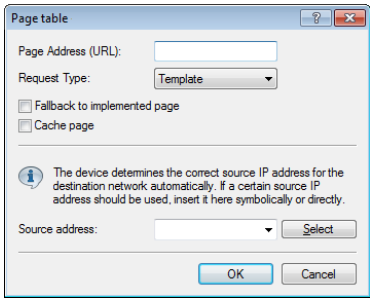 Page table
Page Address (URL):
Request Type:
Template
Fallback to implemented page
Cache page
The device determines the correct source IP address for the
destination network automatically. If a certain source IP
address should be used, insert it here symbolically or directly.
Source address:
Select
OK
Cancel